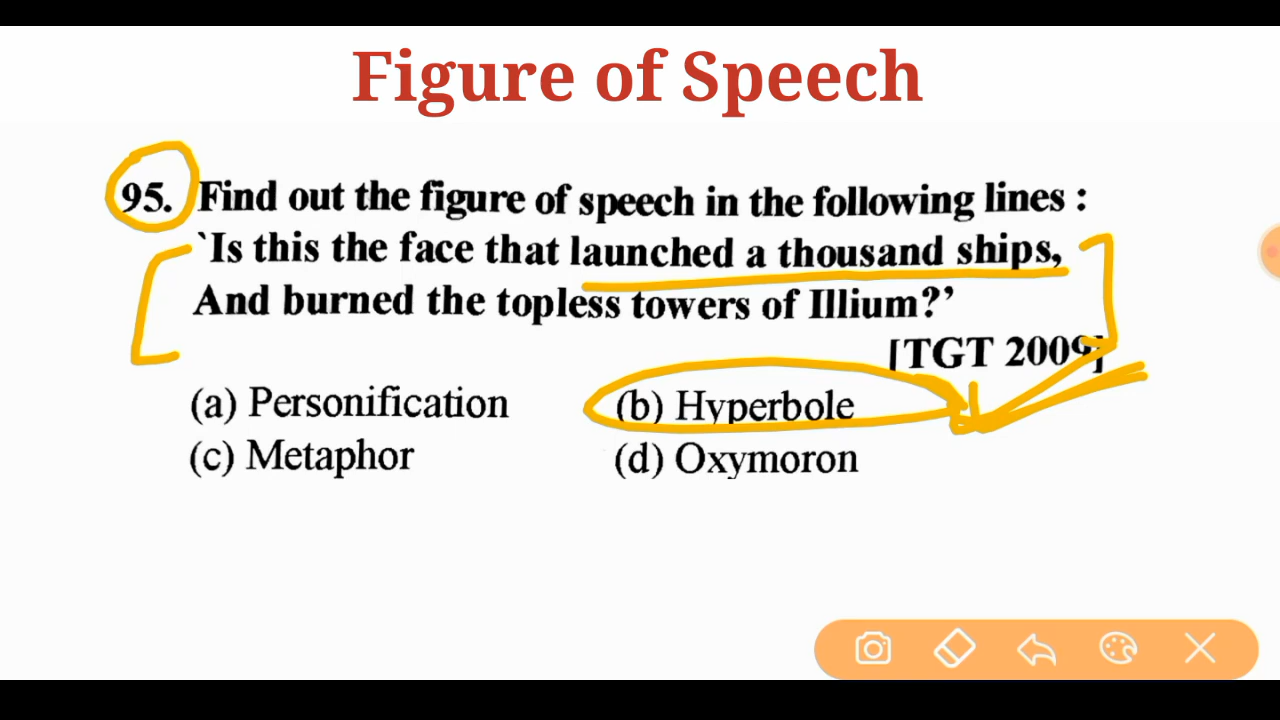 Figure of Speech
95. Find out the figure of speech in the following lines :
`Is this the face that launched a thousand ships,
And burned the topless towers of Illium?’
[TGT 2009]
(a) Personification (b) Hyperbole
(c) Metaphor (d) Oxymoron